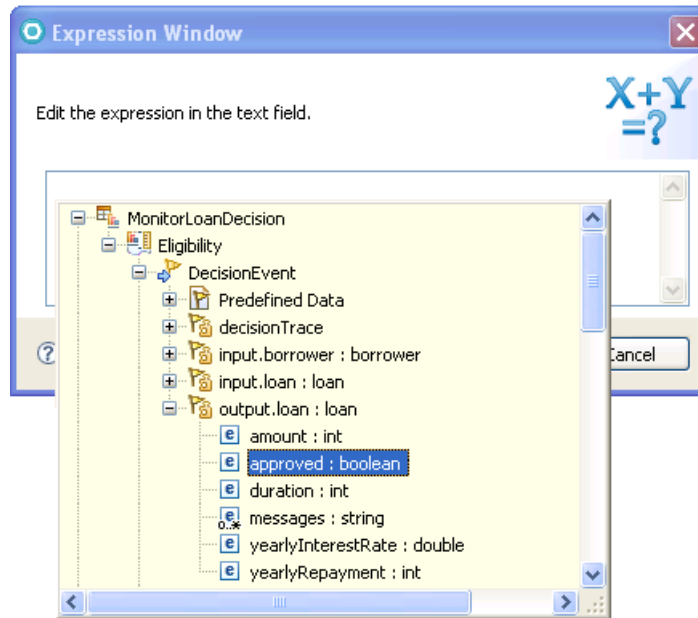 Expression Window
X+Y
=?
Edit the expression in the text field.
MonitorLoanDecision
Eligibility
DecisionEvent
Predefined Data
decisionTrace
input.borrower : borrower
?
Cancel
input.loan : loan
output.loan : loan
e amount : int
e approved : boolean
e duration : int
e 0..* messages : string
e yearlyInterestRate : double
e yearlyRepayment : int